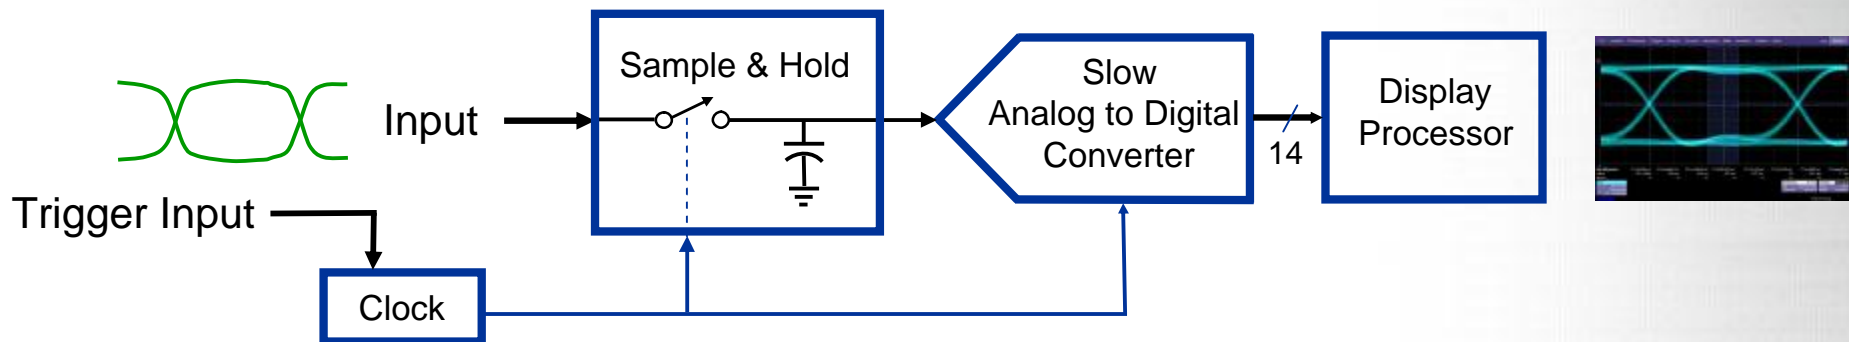 Sample & Hold
Slow
Analog to Digital
Converter
Display
Processor
14
Input
Trigger Input
Clock